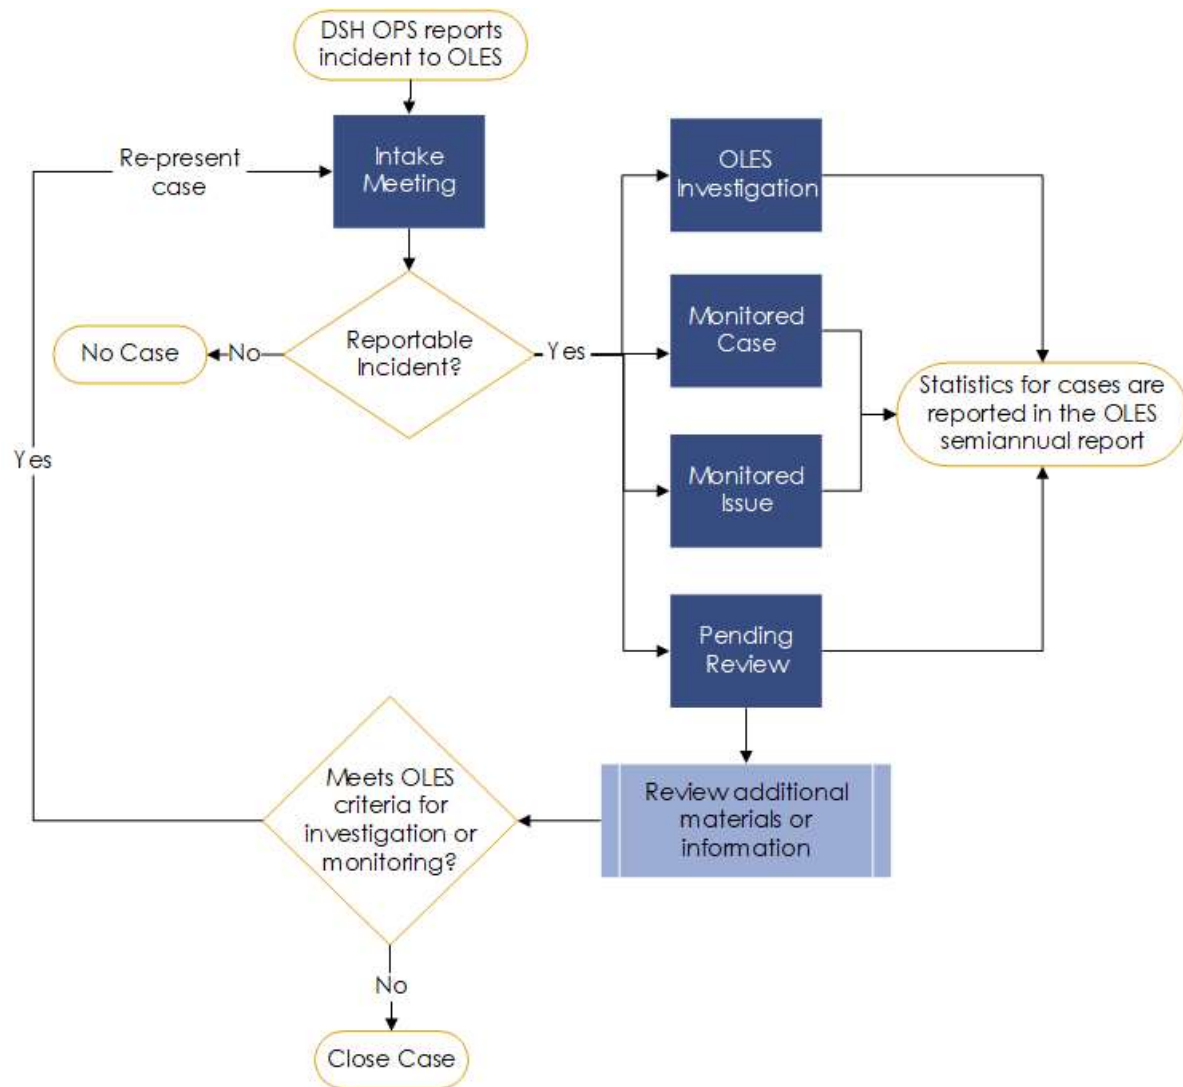 DSH OPS reports
incident to OLES
Re-present
case
Intake
Meeting
OLES
Investigation
Monitored
Case
No Case
No
Reportable
Incident?
Yes
Statistics for cases are
reported in the OLES
semiannual report
Yes
Monitored
Issue
Pending
Review
Meets OLES
criteria for
investigation or
monitoring?
Review additional
materials or
information
No
Close Case